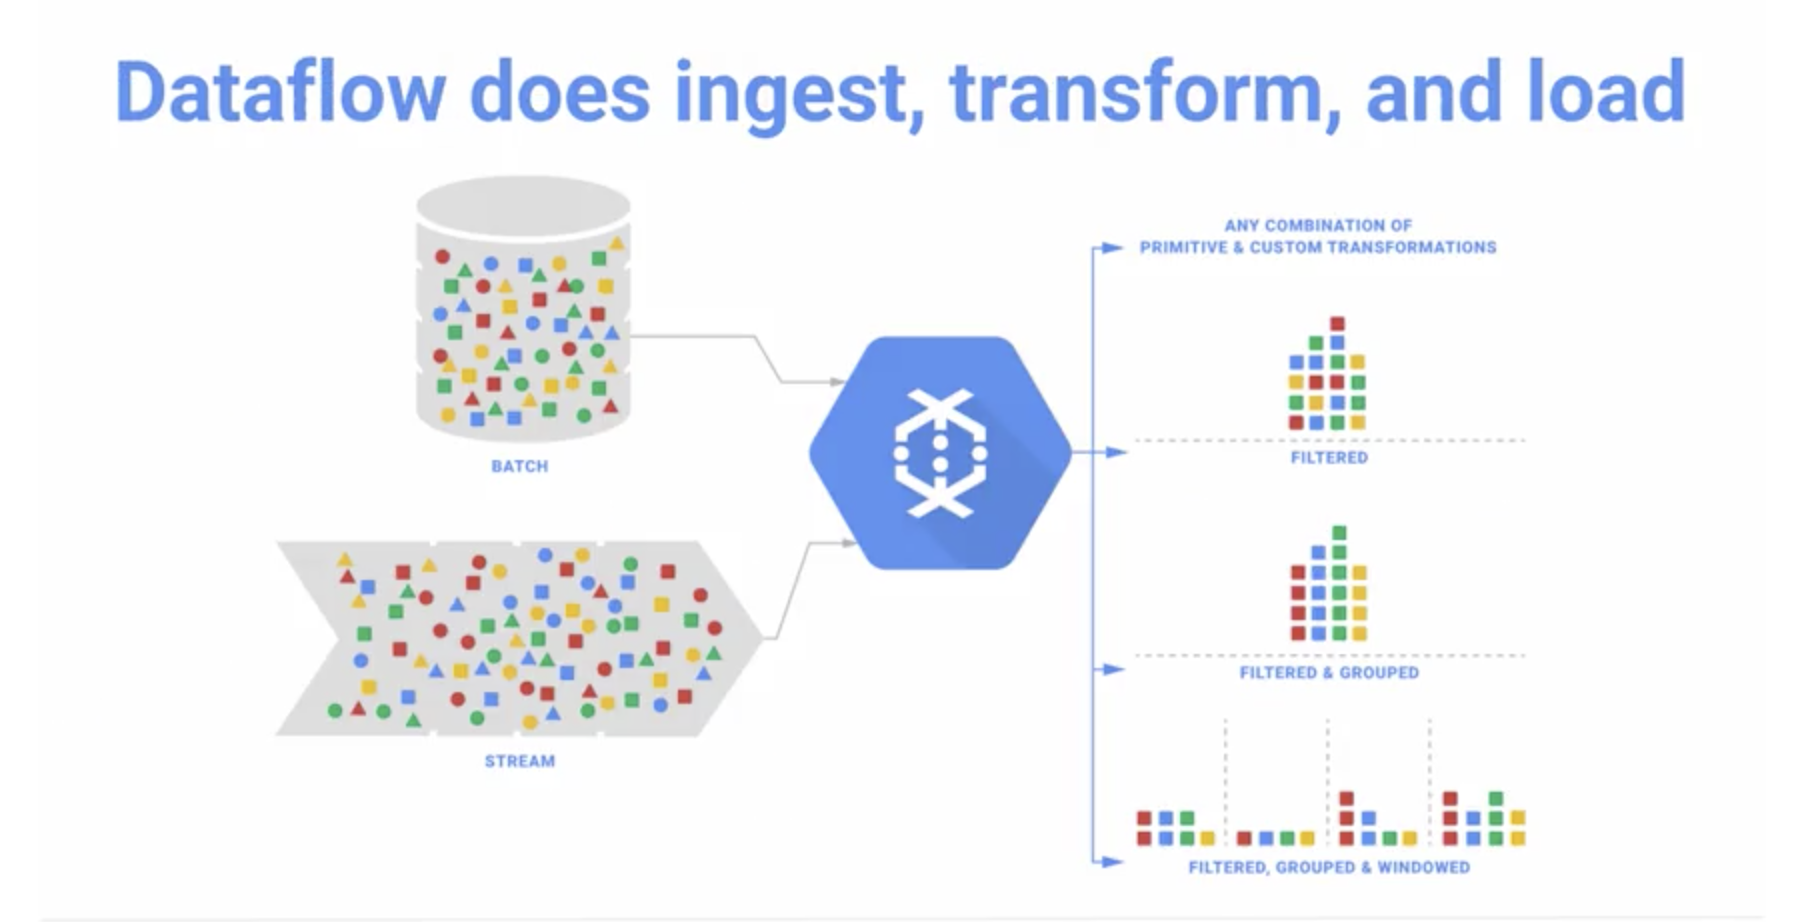 Dataflow does ingest, transform, and load
BATCH
STREAM
ANY COMBINATION OF
PRIMITIVE & CUSTOM TRANSFORMATIONS
FILTERED
FILTERED & GROUPED
FILTERED, GROUPED & WINDOWED